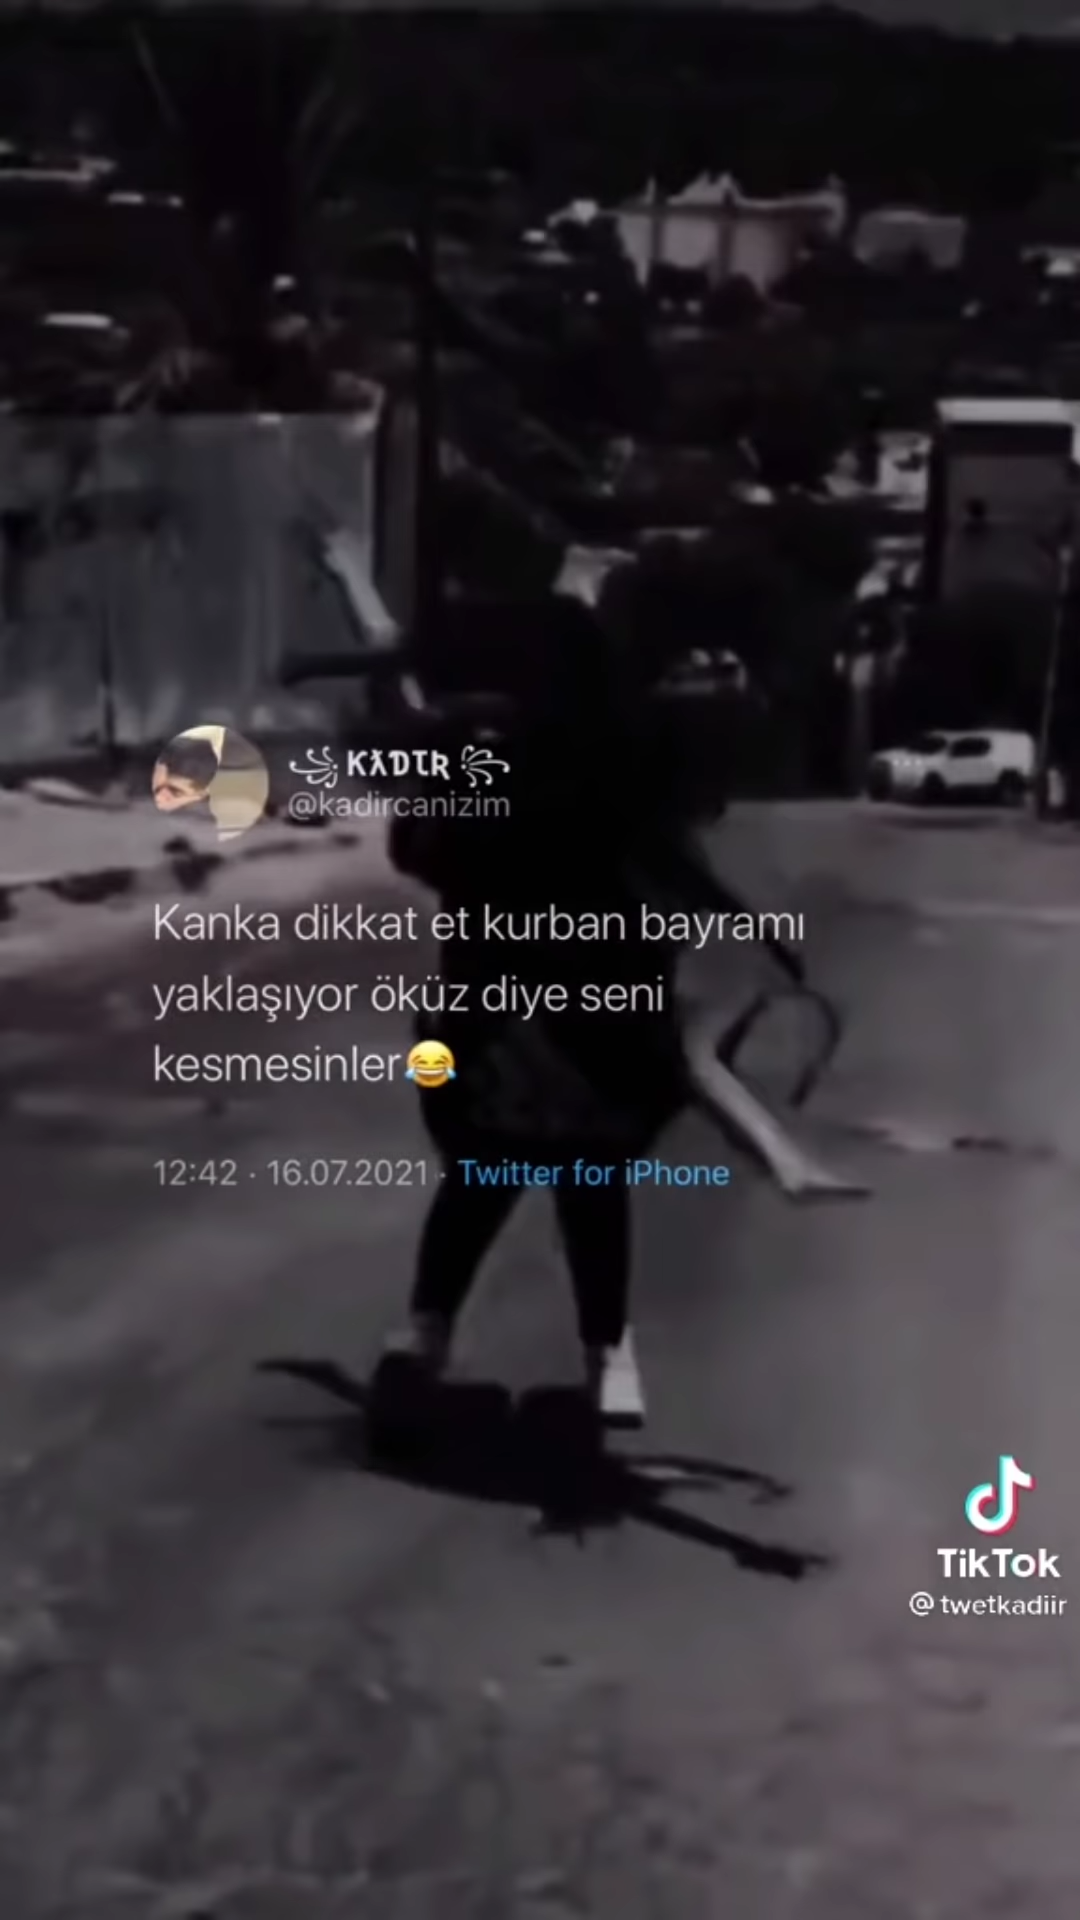 KADIR
@kadircanizim
Kanka dikkat et kurban bayramı
yaklaşıyor öküz diye seni
kesmesinler😂
12:42 · 16.07.2021 · Twitter for iPhone
TikTok
@twetkadiir